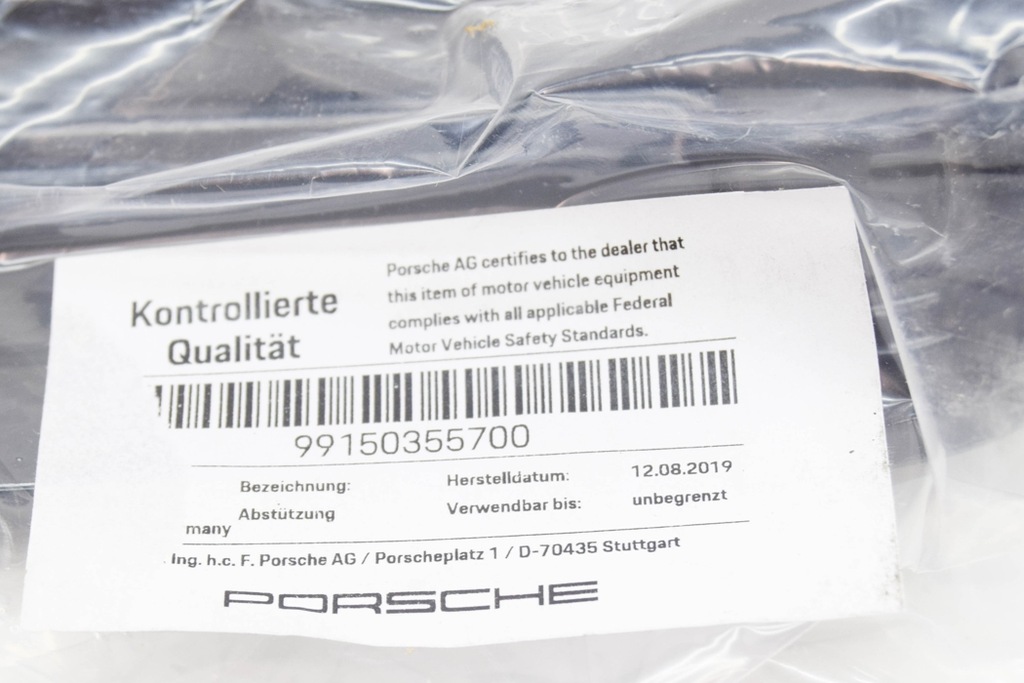 Kontrollierte
Qualität
Porsche AG certifies to the dealer that
this item of motor vehicle equipment
complies with all applicable Federal
Motor Vehicle Safety Standards.
99150355700
Bezeichnung:
Abstützung
many
Herstelldatum: 12.08.2019
Verwendbar bis: unbegrenzt
Ing. h.c. F. Porsche AG / Porscheplatz 1 / D-70435 Stuttgart
PORSCHE